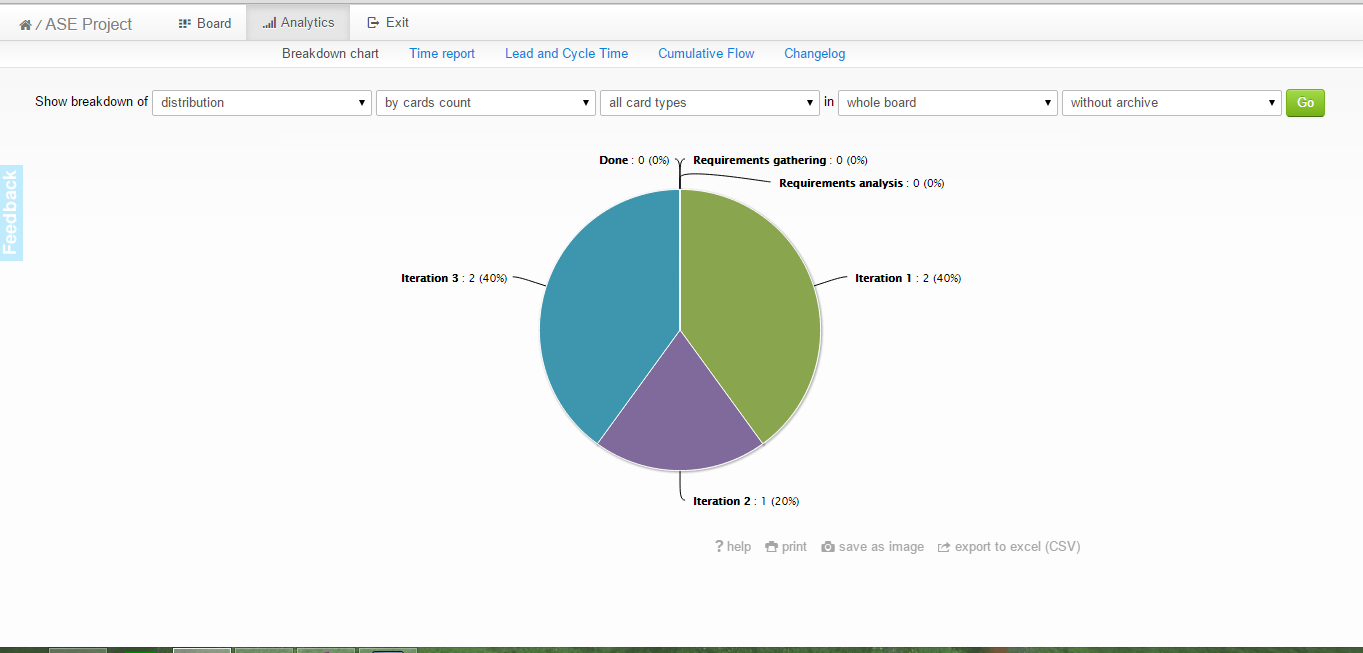 / ASE Project Board Analytics Exit
Breakdown chart Time report Lead and Cycle Time Cumulative Flow Changelog
Show breakdown of distribution by cards count all card types in whole board without archive Go
Done : 0 (0%) Requirements gathering : 0 (0%)
Requirements analysis : 0 (0%)
Feedback
Iteration 3 : 2 (40%) Iteration 1 : 2 (40%)
Iteration 2 : 1 (20%)
? help print save as image export to excel (CSV)